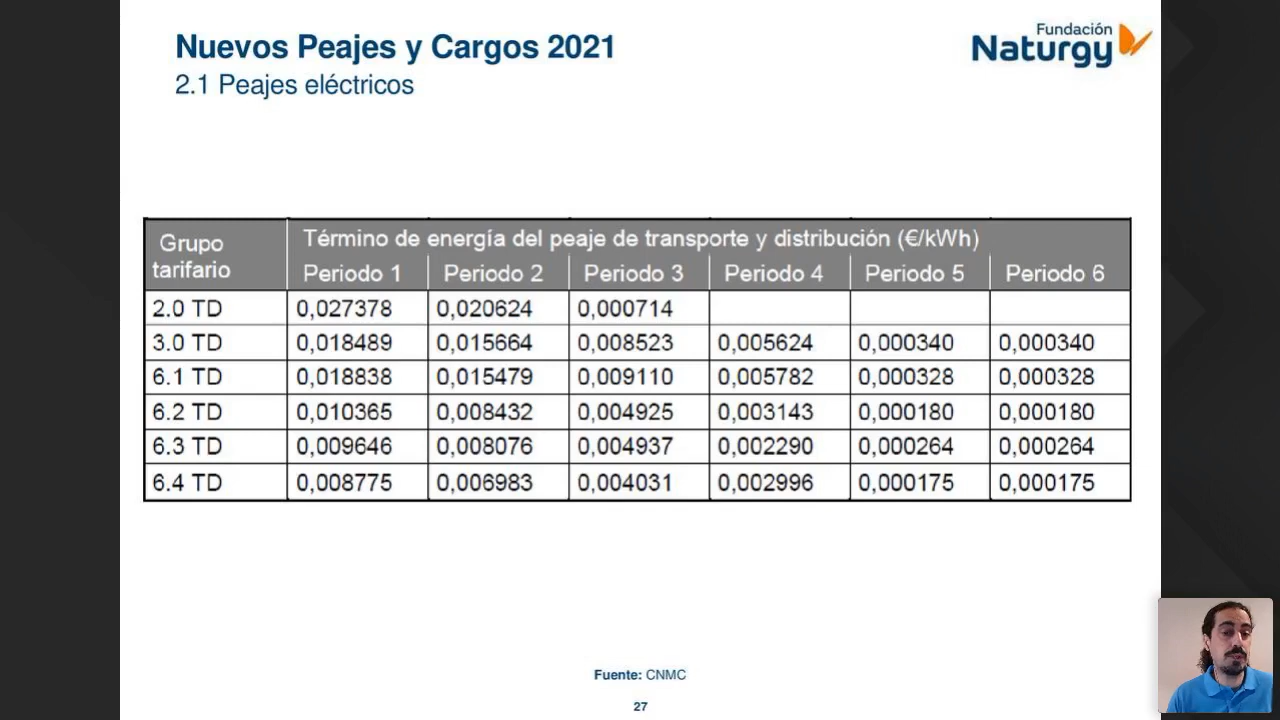 Nuevos Peajes y Cargos 2021
2.1 Peajes eléctricos
Fundación
Naturgy
Grupo tarifario
Término de energía del peaje de transporte y distribución (€/kWh)
Periodo 1 Periodo 2 Periodo 3 Periodo 4 Periodo 5 Periodo 6
2.0 TD 0,027378 0,020624 0,000714
3.0 TD 0,018489 0,015664 0,008523 0,005624 0,000340 0,000340
6.1 TD 0,018838 0,015479 0,009110 0,005782 0,000328 0,000328
6.2 TD 0,010365 0,008432 0,004925 0,003143 0,000180 0,000180
6.3 TD 0,009646 0,008076 0,004937 0,002290 0,000264 0,000264
6.4 TD 0,008775 0,006983 0,004031 0,002996 0,000175 0,000175
Fuente: CNMC
27